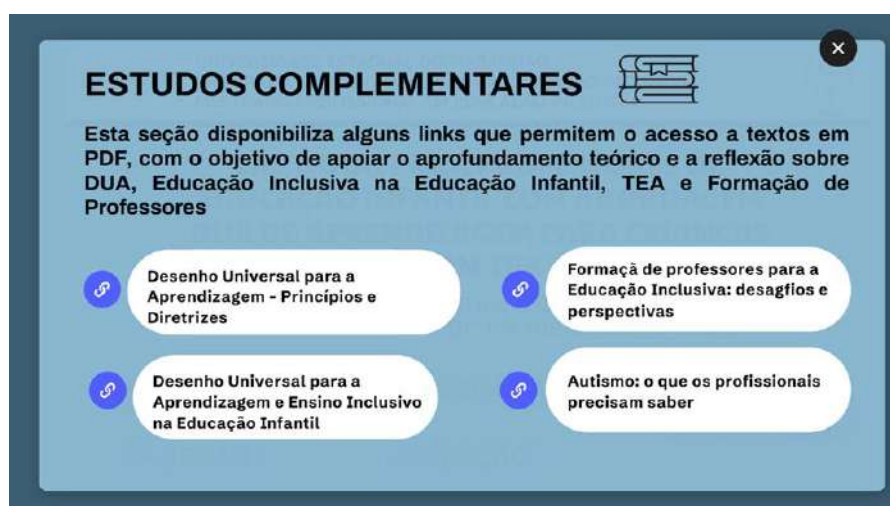 ESTUDOS COMPLEMENTARES
Esta seção disponibiliza alguns links que permitem o acesso a textos em
PDF, com o objetivo de apoiar o aprofundamento teórico e a reflexão sobre
DUA, Educação Inclusiva na Educação Infantil, TEA e Formação de
Professores
Desenho Universal para a
Aprendizagem - Princípios e
Diretrizes
Formaçã de professores para a
Educação Inclusiva: desagfios e
perspectivas
Desenho Universal para a
Aprendizagem e Ensino Inclusivo
na Educação Infantil
Autismo: o que os profissionais
precisam saber